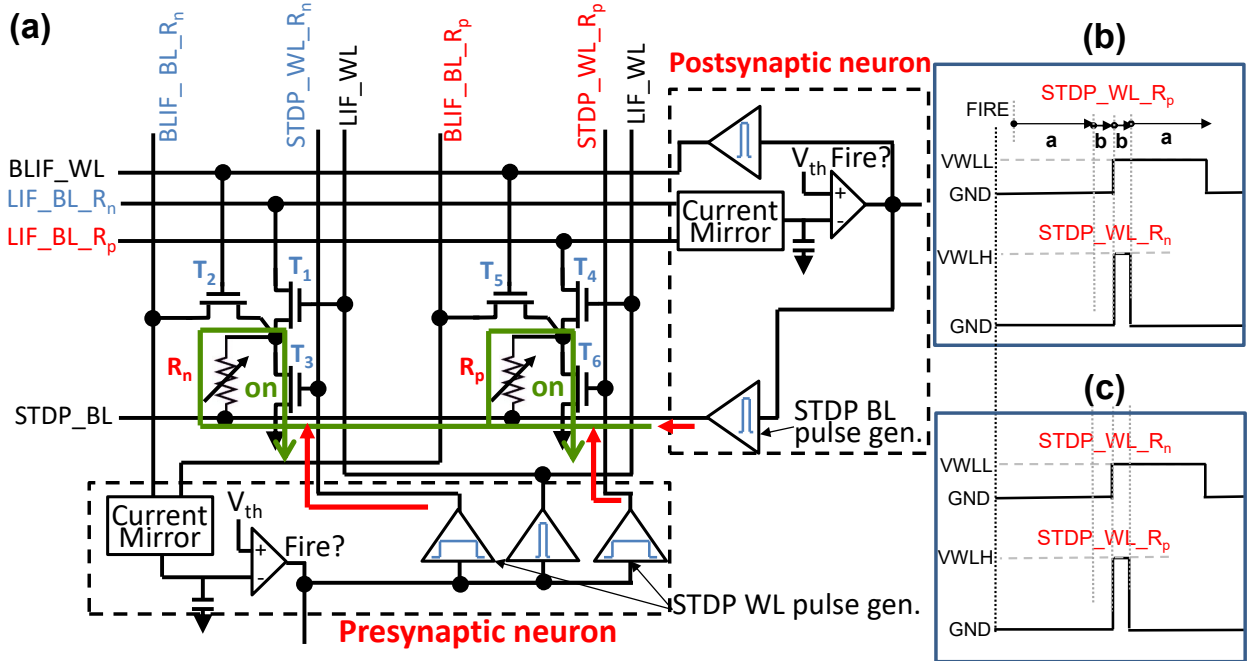 (a)
BLIF_BL_Rn
STDP_WL_Rn
LIF_WL
BLIF_BL_Rp
STDP_WL_Rp
LIF_WL
Postsynaptic neuron
BLIF_WL
LIF_BL_Rn
LIF_BL_Rp
Vth Fire?
+
-
Current
Mirror
T2
T1
T5
T4
Rn
on
T3
Rp
on
T6
STDP_BL
STDP BL
pulse gen.
Current
Mirror
Vth
Fire?
+
-
STDP WL pulse gen.
Presynaptic neuron
(b)
STDP_WL_Rp
FIRE
a
b
b
a
VWLL
GND
STDP_WL_Rn
VWLH
GND
(c)
STDP_WL_Rn
VWLL
GND
STDP_WL_Rp
VWLH
GND